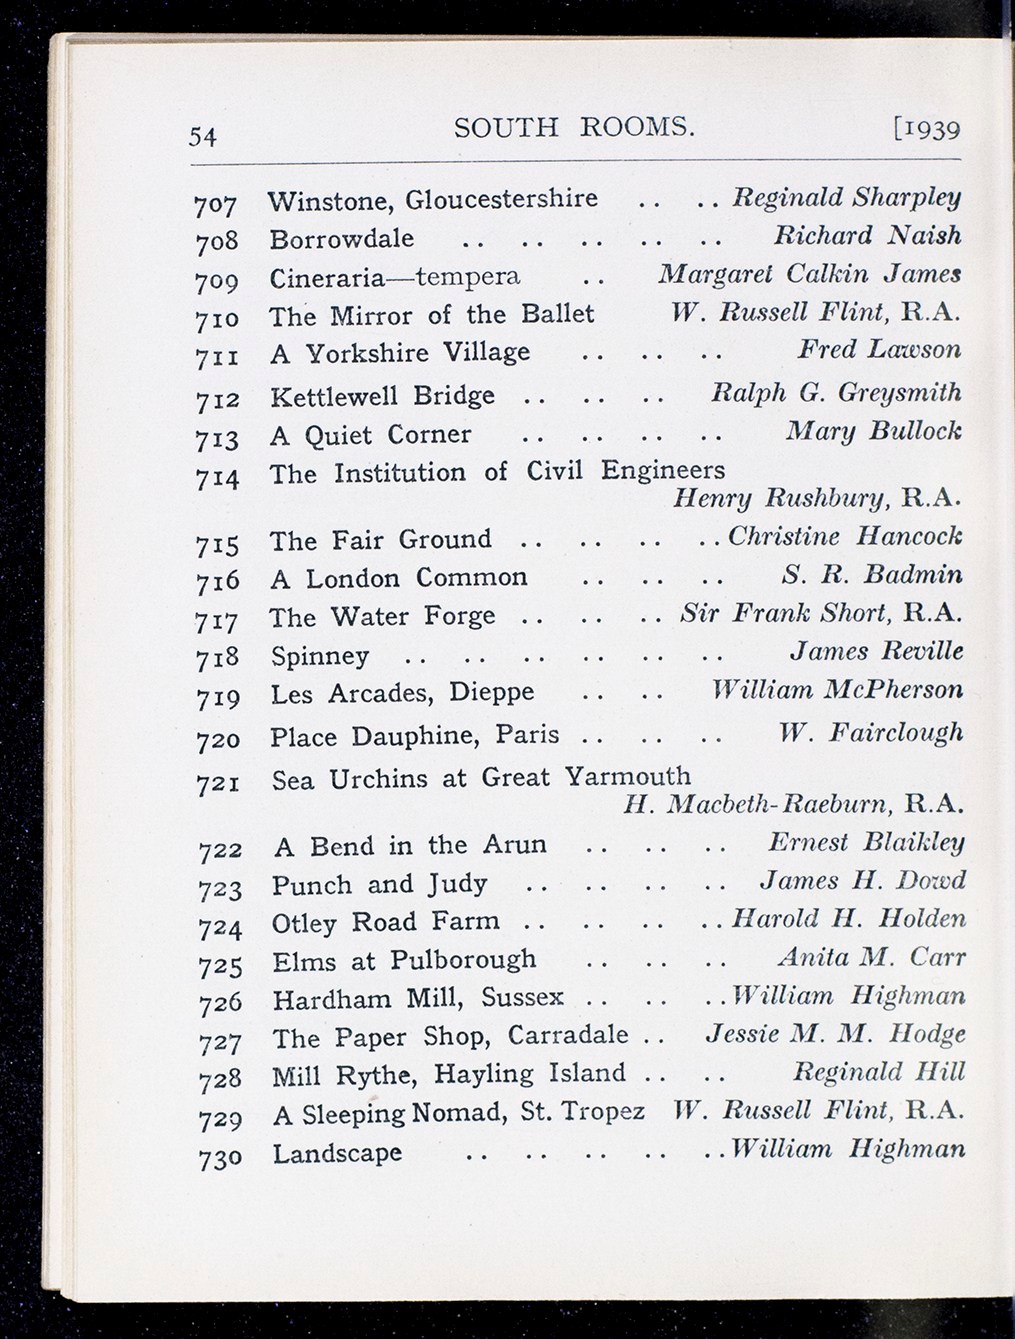 54 SOUTH ROOMS. [1939
707 Winstone, Gloucestershire .. .. Reginald Sharpley
708 Borrowdale .. .. .. .. .. Richard Naish
709 Cineraria—tempera .. Margaret Calkin James
710 The Mirror of the Ballet W. Russell Flint, R.A.
711 A Yorkshire Village .. .. .. Fred Lawson
712 Kettlewell Bridge .. .. .. Ralph G. Greysmith
713 A Quiet Corner .. .. .. .. Mary Bullock
714 The Institution of Civil Engineers
Henry Rushbury, R.A.
715 The Fair Ground .. .. .. .. Christine Hancock
716 A London Common .. .. .. S. R. Badmin
717 The Water Forge .. .. .. Sir Frank Short, R.A.
718 Spinney .. .. .. .. .. .. James Reville
719 Les Arcades, Dieppe .. .. William McPherson
720 Place Dauphine, Paris .. .. .. W. Fairclough
721 Sea Urchins at Great Yarmouth
H. Macbeth-Raeburn, R.A.
722 A Bend in the Arun .. .. .. Ernest Blaikley
723 Punch and Judy .. .. .. .. James H. Dowd
724 Otley Road Farm .. .. .. .. Harold H. Holden
725 Elms at Pulborough .. .. .. Anita M. Carr
726 Hardham Mill, Sussex .. .. .. William Highman
727 The Paper Shop, Carradale .. Jessie M. M. Hodge
728 Mill Rythe, Hayling Island .. .. Reginald Hill
729 A Sleeping Nomad, St. Tropez W. Russell Flint, R.A.
730 Landscape .. .. .. .. .. William Highman